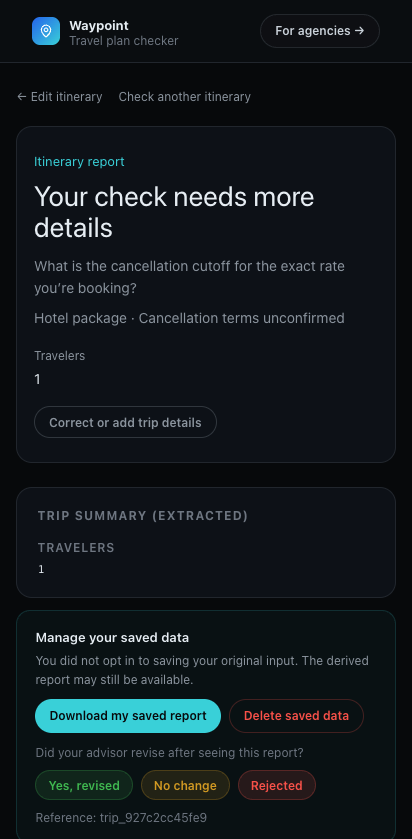 Waypoint
Travel plan checker
For agencies →
← Edit itinerary
Check another itinerary
Itinerary report
Your check needs more
details
What is the cancellation cutoff for the exact rate
you’re booking?
Hotel package · Cancellation terms unconfirmed
Travelers
1
Correct or add trip details
TRIP SUMMARY (EXTRACTED)
TRAVELERS
1
Manage your saved data
You did not opt in to saving your original input. The derived
report may still be available.
Download my saved report
Delete saved data
Did your advisor revise after seeing this report?
Yes, revised
No change
Rejected
Reference: trip_927c2cc45fe9